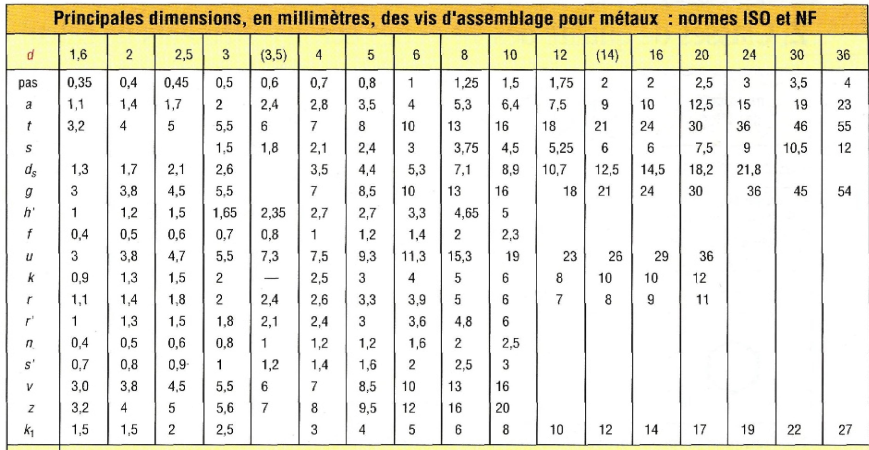 Principales dimensions, en millimètres, des vis d'assemblage pour métaux : normes ISO et NF
d 1,6 2 2,5 3 (3,5) 4 5 6 8 10 12 (14) 16 20 24 30 36
pas 0,35 0,4 0,45 0,5 0,6 0,7 0,8 1 1,25 1,5 1,75 2 2 2,5 3 3,5 4
a 1,1 1,4 1,7 2 2,4 2,8 3,5 4 5,3 6,4 7,5 9 10 12,5 15 19 23
t 3,2 4 5 5,5 6 7 8 10 13 16 18 21 24 30 36 46 55
s 1,5 1,8 2,1 2,4 3 3,75 4,5 5,25 6 6 7,5 9 10,5 12
ds 1,3 1,7 2,1 2,6 3,5 4,4 5,3 7,1 8,9 10,7 12,5 14,5 18,2 21,8
g 3 3,8 4,5 5,5 7 8,5 10 13 16 18 21 24 30 36 45 54
h' 1 1,2 1,5 1,65 2,35 2,7 2,7 3,3 4,65 5
f 0,4 0,5 0,6 0,7 0,8 1 1,2 1,4 2 2,3
u 3 3,8 4,7 5,5 7,3 7,5 9,3 11,3 15,3 19 23 26 29 36
k 0,9 1,3 1,5 2 — 2,5 3 4 5 6 8 10 10 12
r 1,1 1,4 1,8 2 2,4 2,6 3,3 3,9 5 6 7 8 9 11
r' 1 1,3 1,5 1,8 2,1 2,4 3 3,6 4,8 6
n 0,4 0,5 0,6 0,8 1 1,2 1,2 1,6 2 2,5
s' 0,7 0,8 0,9 1 1,2 1,4 1,6 2 2,5 3
v 3,0 3,8 4,5 5,5 6 7 8,5 10 13 16
z 3,2 4 5 5,6 7 8 9,5 12 16 20
k1 1,5 1,5 2 2,5 3 4 5 6 8 10 12 14 17 19 22 27